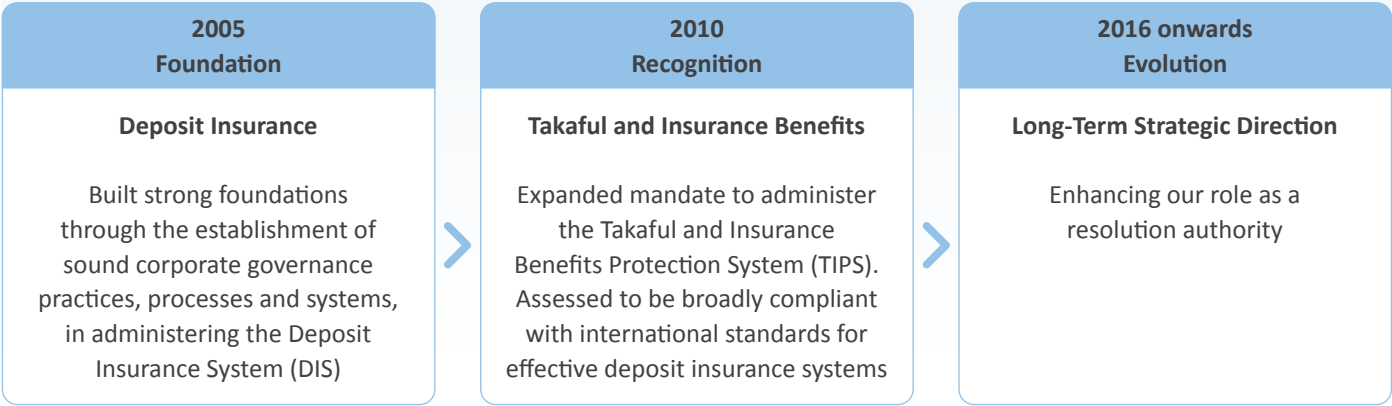 2005
Foundation
Deposit Insurance
Built strong foundations
through the establishment of
sound corporate governance
practices, processes and systems,
in administering the Deposit
Insurance System (DIS)
2010
Recognition
Takaful and Insurance Benefits
Expanded mandate to administer
the Takaful and Insurance
Benefits Protection System (TIPS).
Assessed to be broadly compliant
with international standards for
effective deposit insurance systems
2016 onwards
Evolution
Long-Term Strategic Direction
Enhancing our role as a
resolution authority